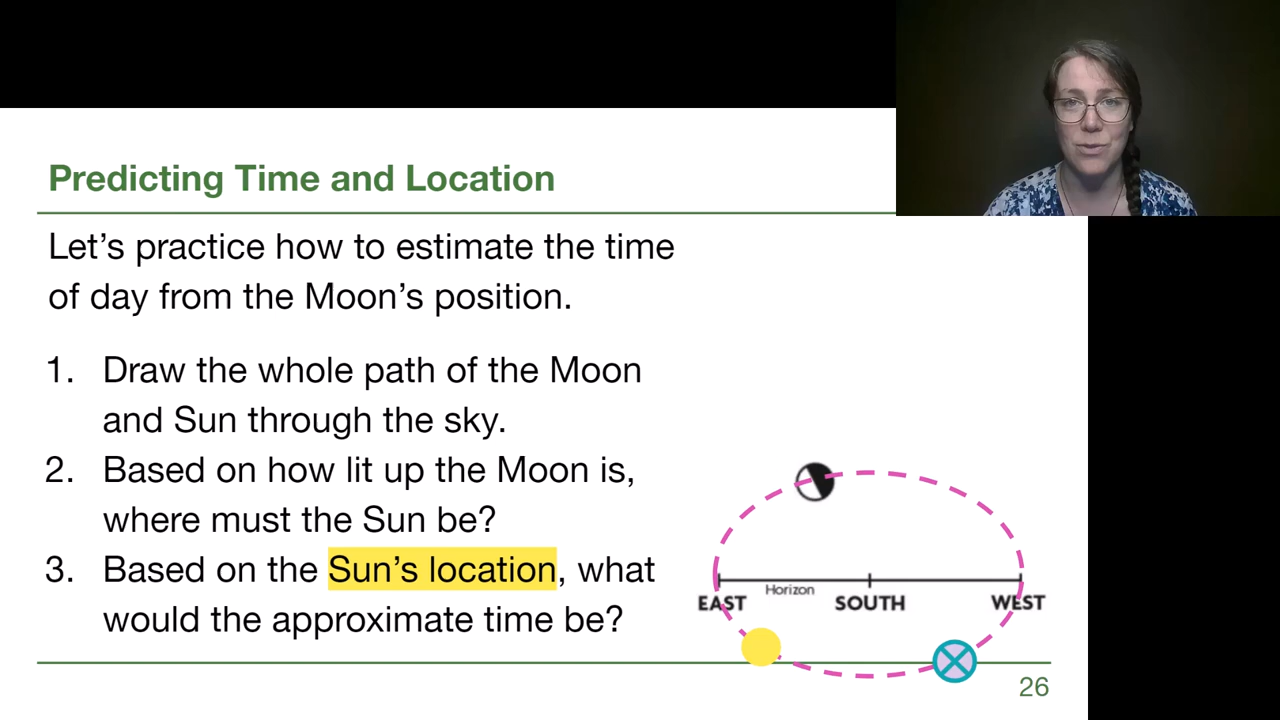 Predicting Time and Location
Let's practice how to estimate the time
of day from the Moon's position.
1. Draw the whole path of the Moon
and Sun through the sky.
2. Based on how lit up the Moon is,
where must the Sun be?
3. Based on the Sun's location, what
would the approximate time be?
Horizon
EAST SOUTH WEST
26